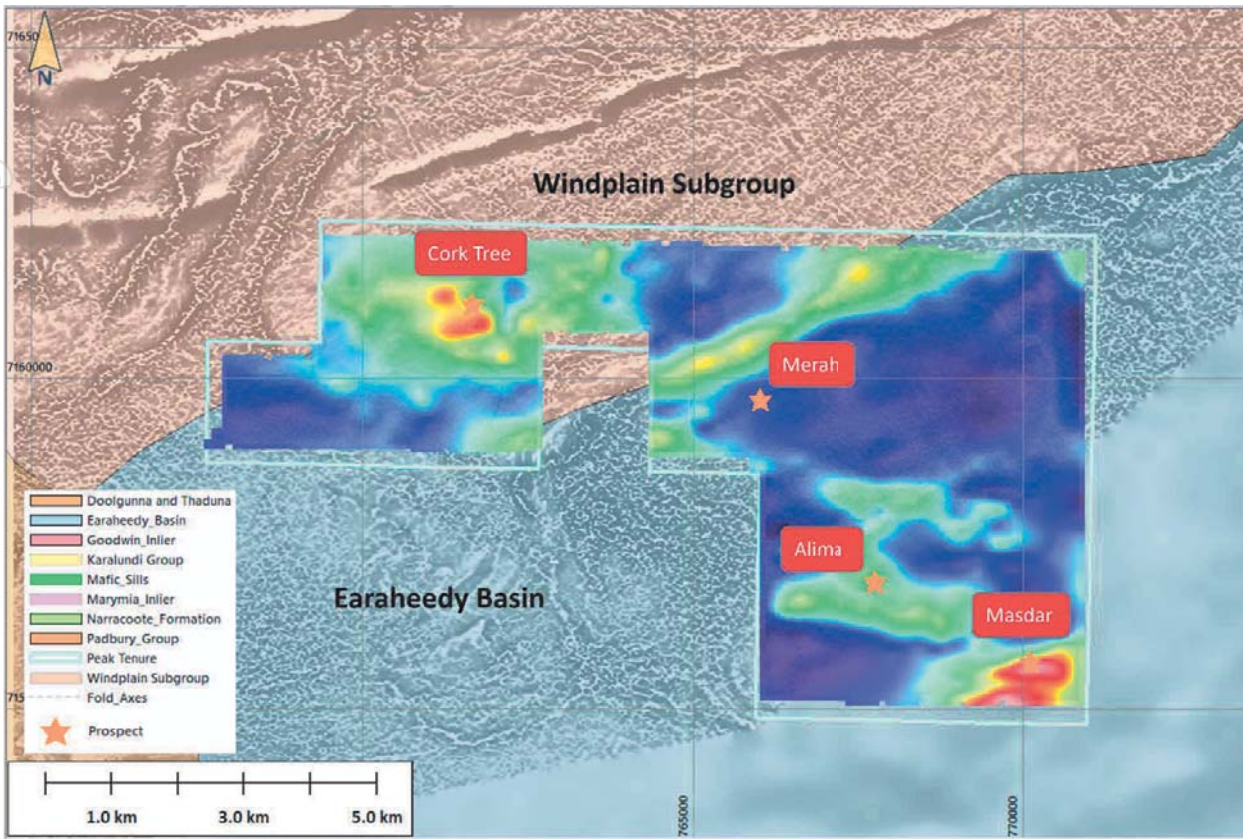 71650
N
Windplain Subgroup
Cork Tree
7160000
Merah
Doolgunna and Thaduna
Earaheedy_Basin
Goodwin_Inlier
Karalundi Group
Mafic_Sills
Marymia_Inlier
Narracoote_Formation
Padbury_Group
Peak Tenure
Windplain Subgroup
Fold_Axes
Prospect
Alima
Earaheedy Basin
Masdar
715
1.0 km
3.0 km
5.0 km
765000
770000